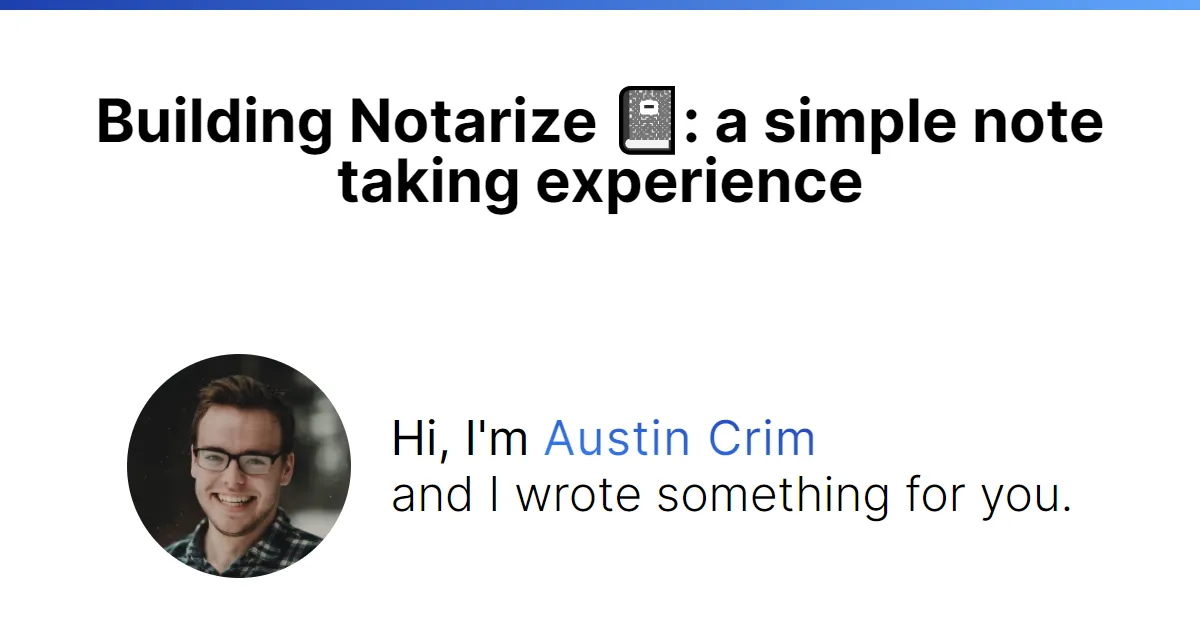 Building Notarize 📓: a simple note
taking experience
Hi, I'm Austin Crim
and I wrote something for you.